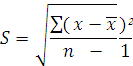 S = √(∑(x − x̅)² / n − 1)